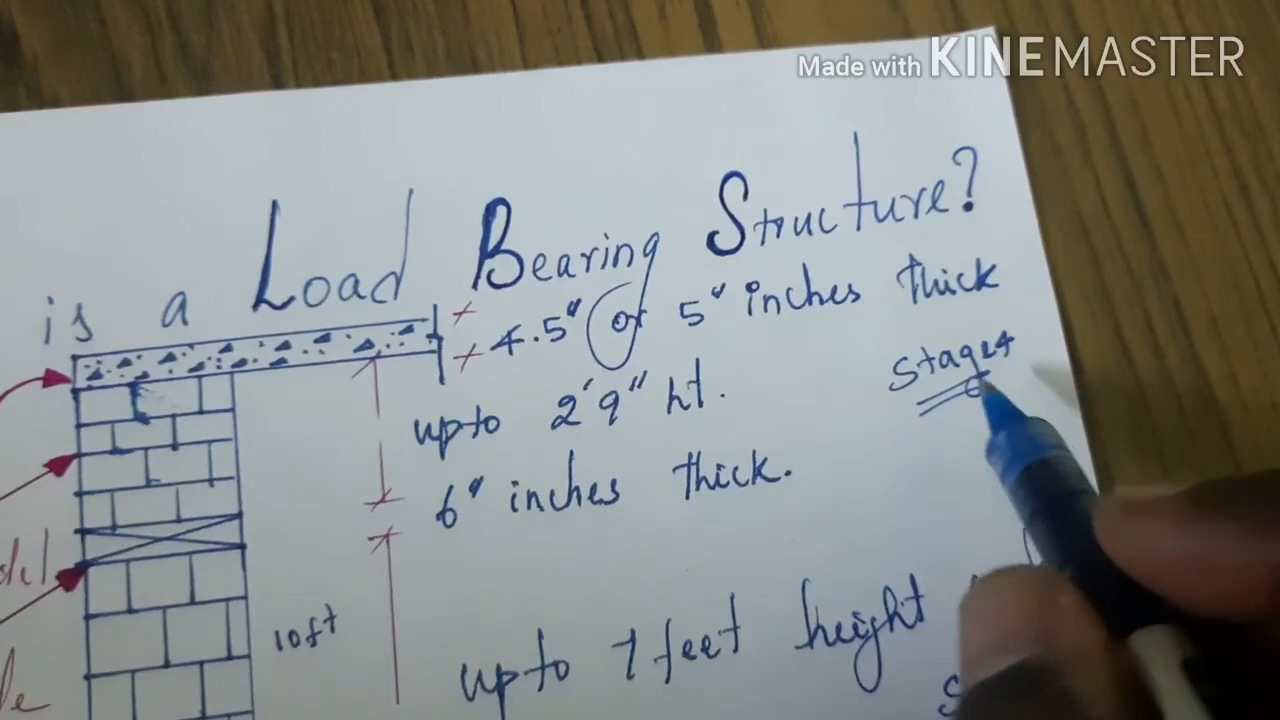 Made with KINEMASTER
is a Load Bearing Structure?
4.5" or 5" inches thick
stage4
upto 2'9" ht.
6" inches thick.
10ft
upto 7 feet height